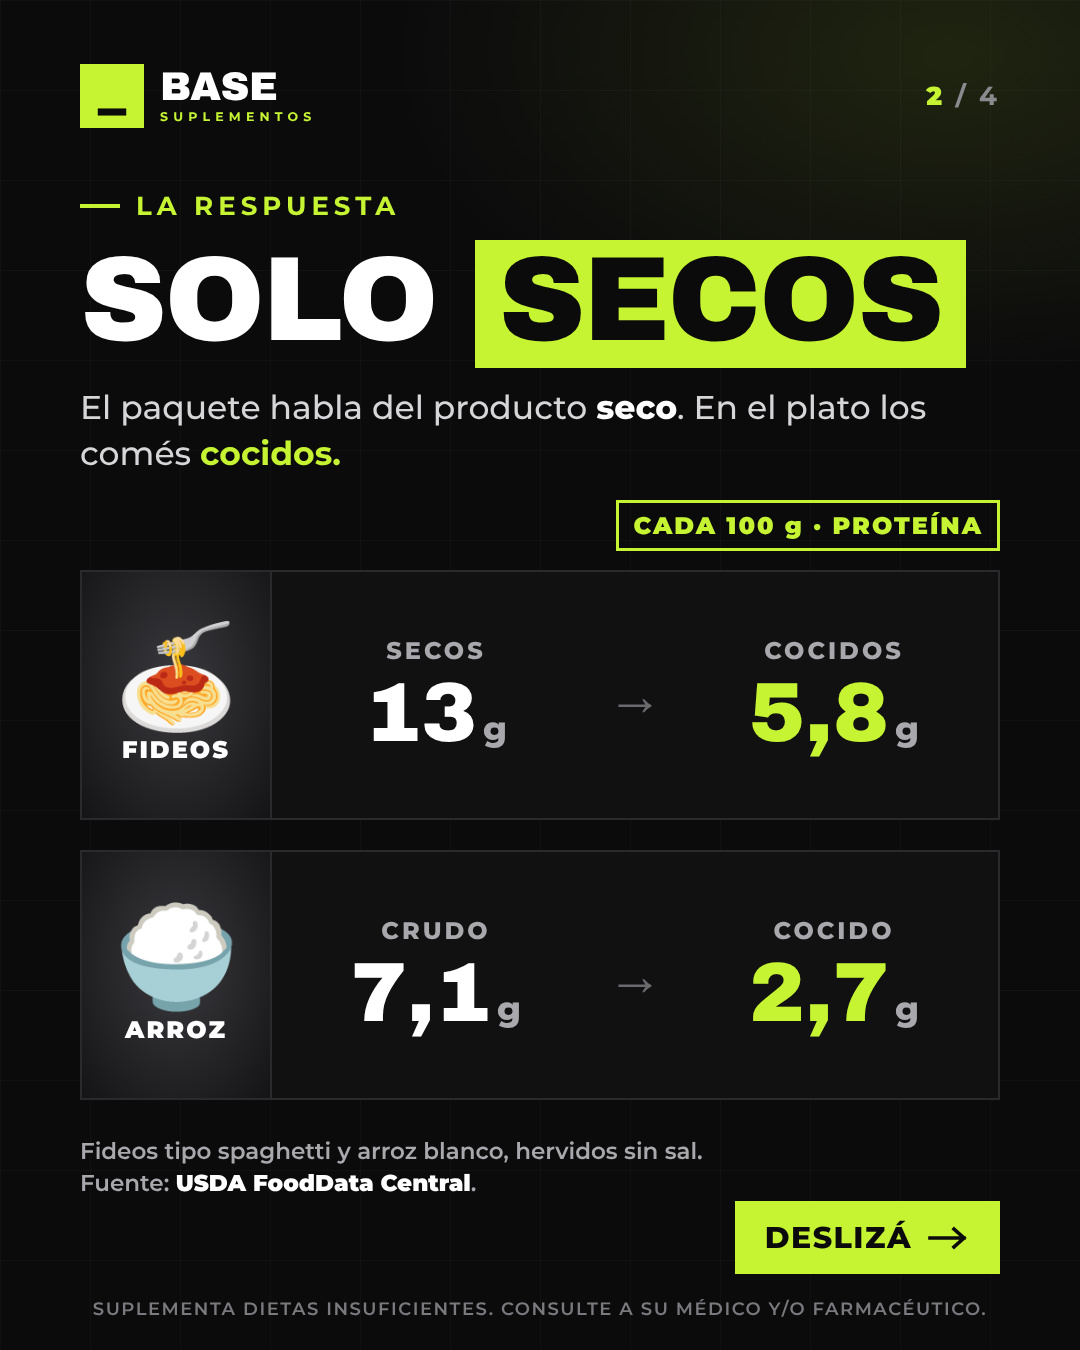 BASE
SUPLEMENTOS
2 / 4
LA RESPUESTA
SOLO SECOS
El paquete habla del producto seco. En el plato los
comés cocidos.
CADA 100 g · PROTEÍNA
FIDEOS
SECOS
13 g
→
COCIDOS
5,8 g
ARROZ
CRUDO
7,1 g
→
COCIDO
2,7 g
Fideos tipo spaghetti y arroz blanco, hervidos sin sal.
Fuente: USDA FoodData Central.
DESLIZÁ →
SUPLEMENTA DIETAS INSUFICIENTES. CONSULTE A SU MÉDICO Y/O FARMACÉUTICO.